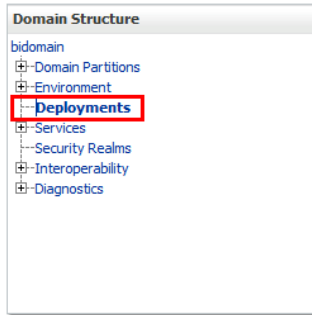 Domain Structure
bidomain
Domain Partitions
Environment
Deployments
Services
Security Realms
Interoperability
Diagnostics